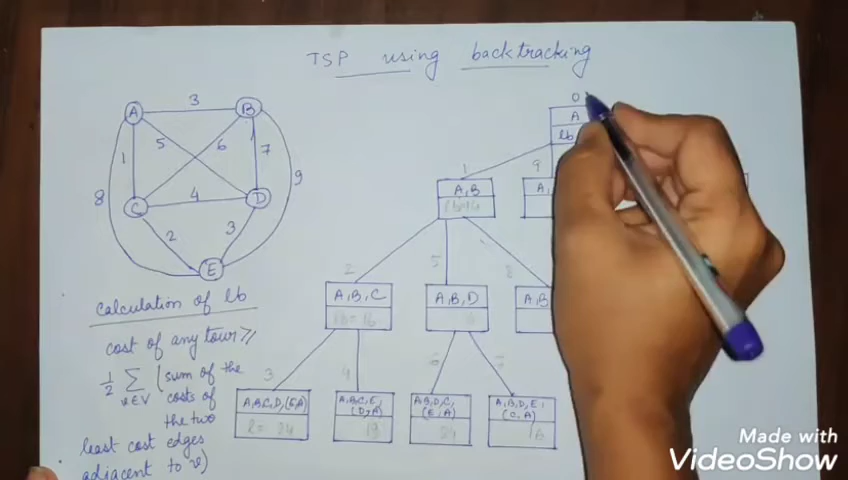 TSP using backtracking
0
A
lb
A
3
B
1
5
6
7
8
9
C
4
D
2
3
E
1
9
A,B
lb=14
A,
2
5
8
A,B,C
lb= 16
A,B,D
A,B
3
4
6
7
A,B,C,D,(E,A)
l= 24
A,B,C,E,
(D,A)
19
A,B,D,C,
(E,A)
24
A,B,D,E,
(C,A)
16
calculation of lb
cost of any tour ≥
1/2 Σ v∈V (sum of the
costs of
the two
least cost edges
adjacent to v)
Made with
VideoShow